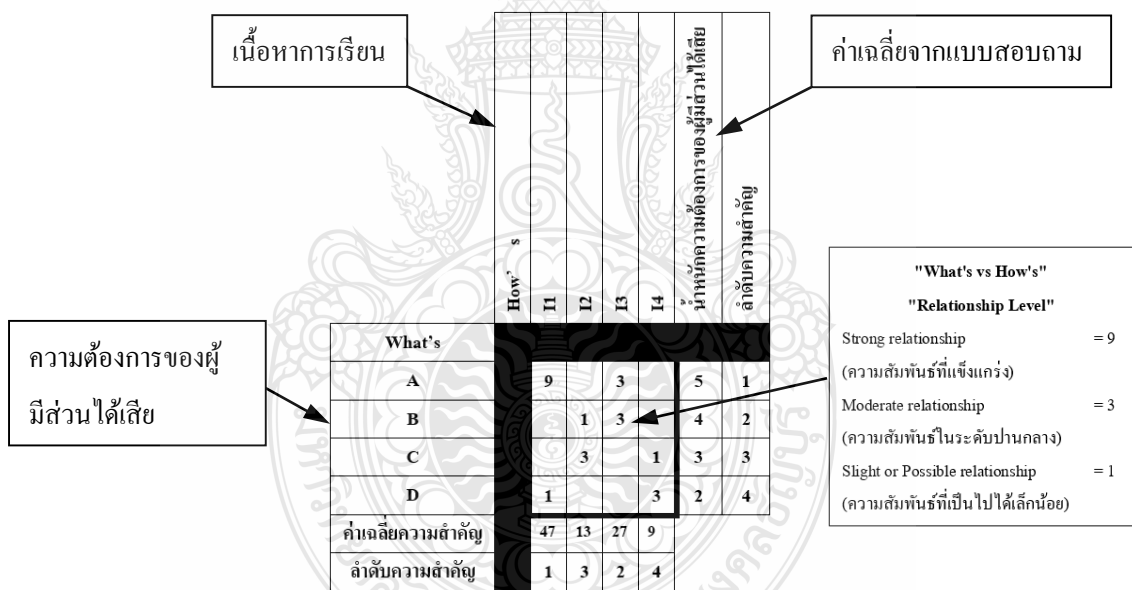 เนื้อหาการเรียน
ค่าเฉลี่ยจากแบบสอบถาม
How's
I1
I2
I3
I4
น้ำหนักความต้องการของผู้มีส่วนได้เสีย
ลำดับความสำคัญ
"What's vs How's"
"Relationship Level"
Strong relationship = 9
(ความสัมพันธ์ที่แข็งแกร่ง)
Moderate relationship = 3
(ความสัมพันธ์ในระดับปานกลาง)
Slight or Possible relationship = 1
(ความสัมพันธ์ที่เป็นไปได้เล็กน้อย)
ความต้องการของผู้
มีส่วนได้เสีย
What's
A 9 3 5 1
B 1 3 4 2
C 3 1 3 3
D 1 3 2 4
ค่าเฉลี่ยความสำคัญ 47 13 27 9
ลำดับความสำคัญ 1 3 2 4